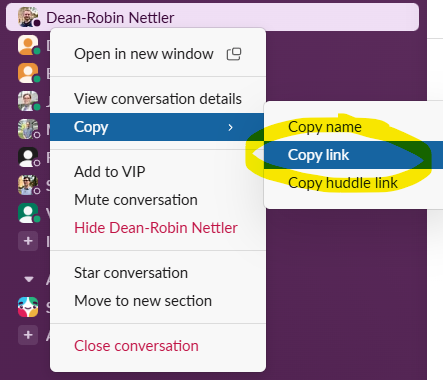 Dean-Robin Nettler
Open in new window
View conversation details
Copy
Copy name
Copy link
Copy huddle link
Add to VIP
Mute conversation
Hide Dean-Robin Nettler
Star conversation
Move to new section
Close conversation